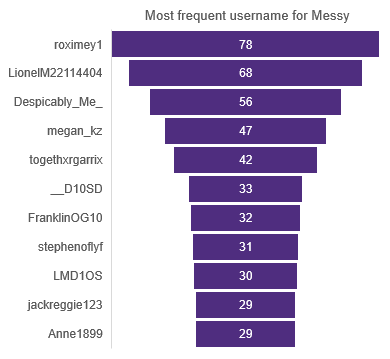 Most frequent username for Messy
roximey1 78
LionelM22114404 68
Despicably_Me_ 56
megan_kz 47
togethxrgarrix 42
__D10SD 33
FranklinOG10 32
stephenoflyf 31
LMD1OS 30
jackreggie123 29
Anne1899 29